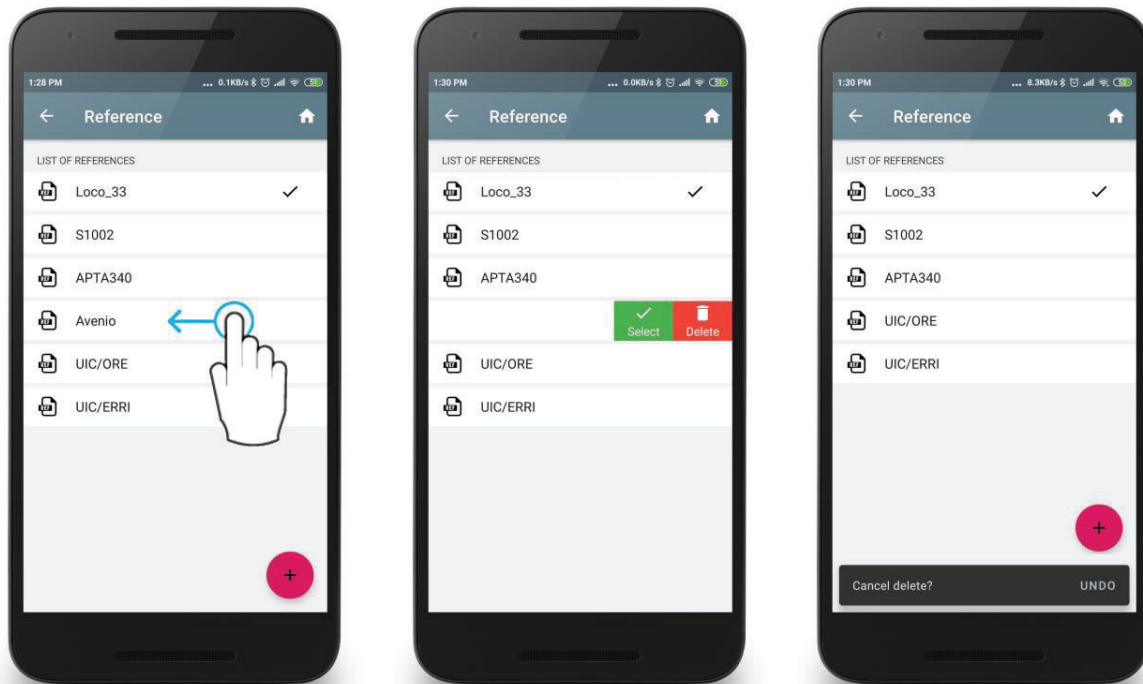 1:28 PM ... 0.1KB/s
Reference
LIST OF REFERENCES
Loco_33
S1002
APTA340
Avenio
UIC/ORE
UIC/ERRI
+
1:30 PM ... 0.0KB/s
Reference
LIST OF REFERENCES
Loco_33
S1002
APTA340
Select Delete
UIC/ORE
UIC/ERRI
1:30 PM ... 8.3KB/s
Reference
LIST OF REFERENCES
Loco_33
S1002
APTA340
UIC/ORE
UIC/ERRI
+
Cancel delete? UNDO